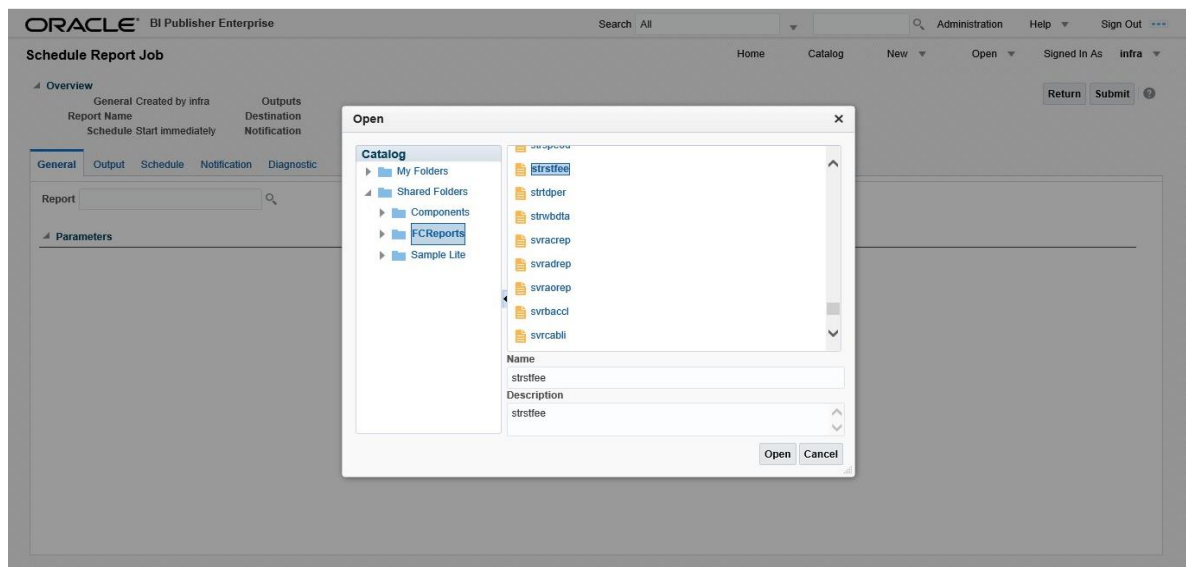 ORACLE BI Publisher Enterprise Search All Administration Help Sign Out
Schedule Report Job Home Catalog New Open Signed In As infra
Overview
General Created by infra Outputs
Report Name Destination
Schedule Start immediately Notification
Return Submit
General Output Schedule Notification Diagnostic
Report
Parameters
Open
Catalog
My Folders
Shared Folders
Components
FCReports
Sample Lite
strstfee
strtdper
strwbdta
svracrep
svradrep
svraorep
svrbaccl
svrcabli
Name
strstfee
Description
strstfee
Open Cancel